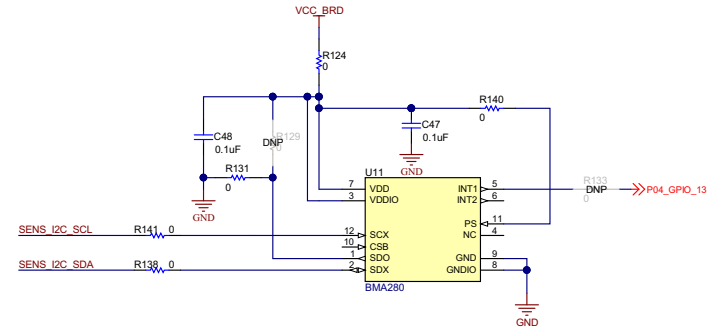 VCC_BRD
R124
0
R140
0
C48
0.1uF
DNP
R129
0
C47
0.1uF
R131
0
GND
GND
U11
R133
DNP
0
P04_GPIO_13
7 VDD INT1 5
3 VDDIO INT2 6
PS 11
SENS_I2C_SCL R141 0 12 SCX NC 4
10 CSB
1 SDO GND 9
SENS_I2C_SDA R138 0 2 SDX GNDIO 8
BMA280
GND